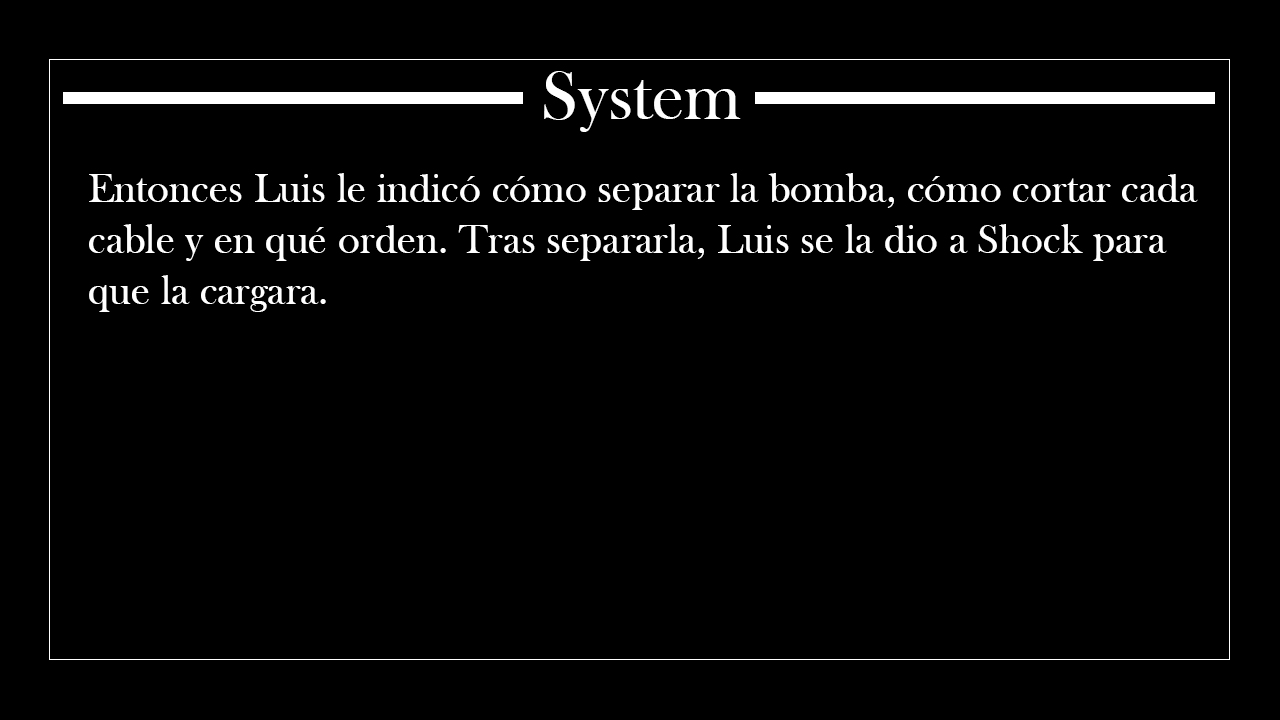 System
Entonces Luis le indicó cómo separar la bomba, cómo cortar cada
cable y en qué orden. Tras separarla, Luis se la dio a Shock para
que la cargara.